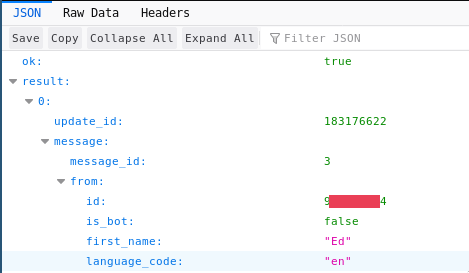 JSON Raw Data Headers
Save Copy Collapse All Expand All Filter JSON
ok: true
result:
0:
update_id: 183176622
message:
message_id: 3
from:
id: 9 4
is_bot: false
first_name: "Ed"
language_code: "en"